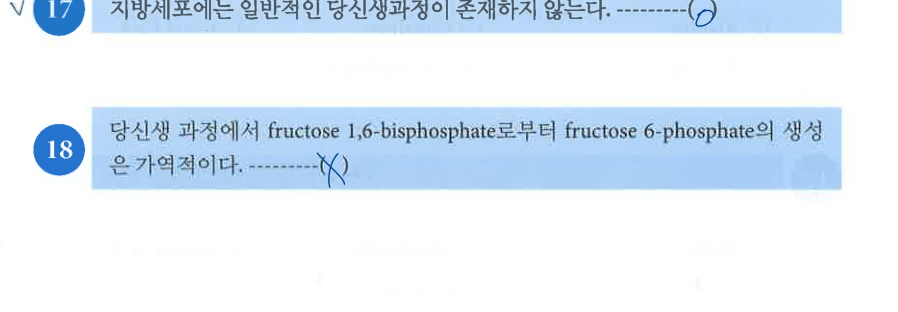 √ 17 지방세포에는 일반적인 당신생과정이 존재하지 않는다. ---------(O)
18 당신생 과정에서 fructose 1,6-bisphosphate로부터 fructose 6-phosphate의 생성
은 가역적이다. ---------(X)